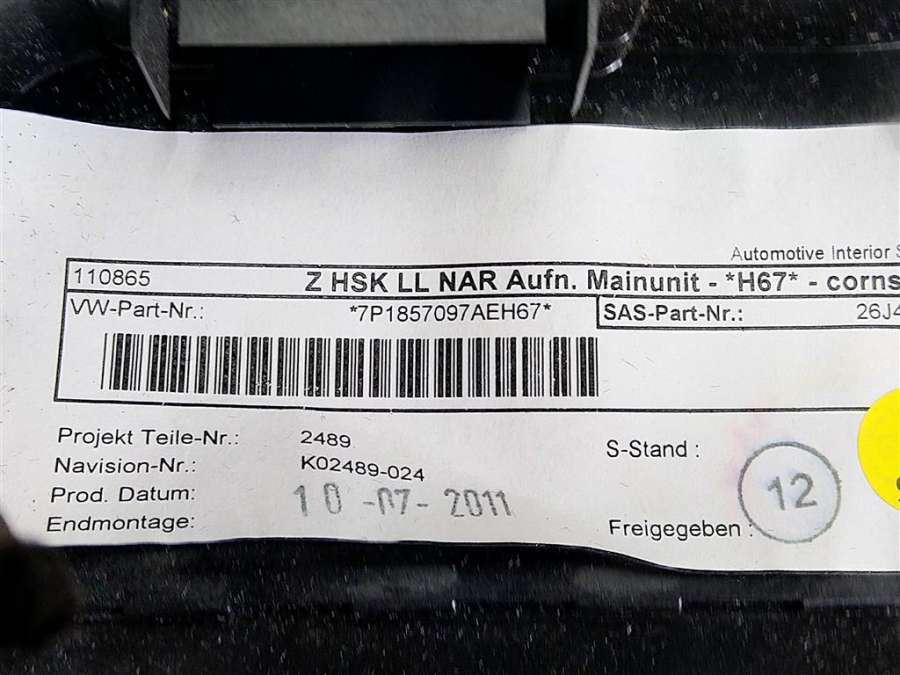 Automotive Interior
110865 Z HSK LL NAR Aufn. Mainunit - *H67* - corns
VW-Part-Nr.: *7P1857097AEH67* SAS-Part-Nr.: 26J4
Projekt Teile-Nr.: 2489
Navision-Nr.: K02489-024
S-Stand :
Prod. Datum: 10-07-2011
12
Endmontage:
Freigegeben :